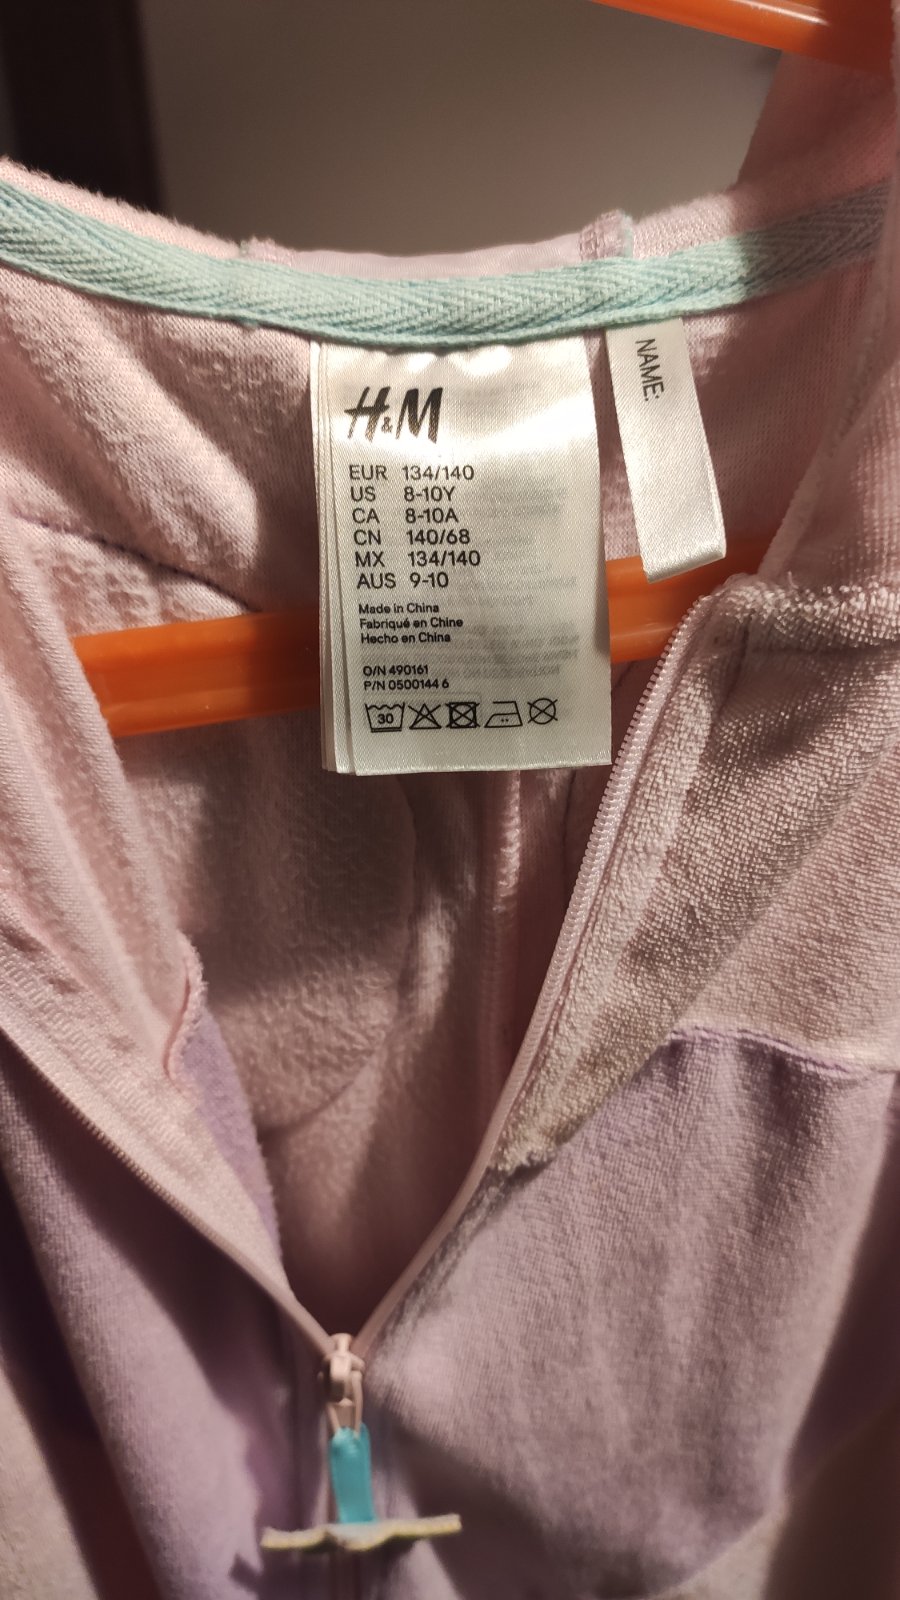 H&M
EUR 134/140
US 8-10Y
CA 8-10A
CN 140/68
MX 134/140
AUS 9-10
Made in China
Fabriqué en Chine
Hecho en China
O/N 490161
P/N 0500144 6
30
NAME: